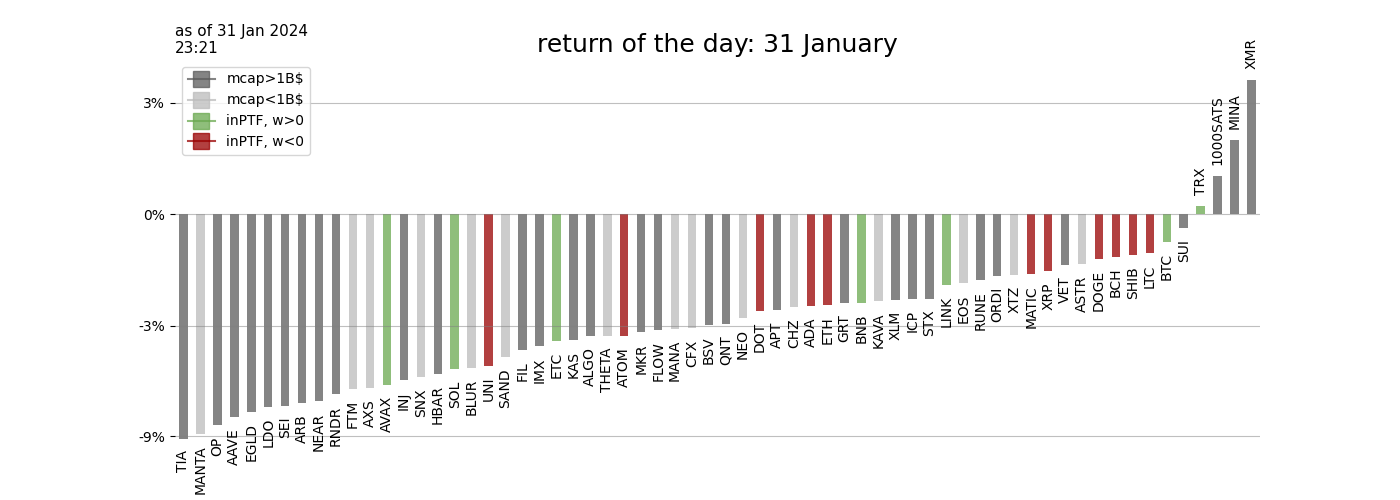 as of 31 Jan 2024
23:21
return of the day: 31 January
mcap>1B$
mcap<1B$
inPTF, w>0
inPTF, w<0
3%
0%
-3%
-9%
TIA
MANTA
OP
AAVE
EGLD
LDO
SEI
ARB
NEAR
RNDR
FTM
AXS
AVAX
INJ
SNX
HBAR
SOL
BLUR
UNI
SAND
FIL
IMX
ETC
KAS
ALGO
THETA
ATOM
MKR
FLOW
MANA
CFX
BSV
QNT
NEO
DOT
APT
CHZ
ADA
ETH
GRT
BNB
KAVA
XLM
ICP
STX
LINK
EOS
RUNE
ORDI
XTZ
MATIC
XRP
VET
ASTR
DOGE
BCH
SHIB
LTC
BTC
SUI
TRX
1000SATS
MINA
XMR